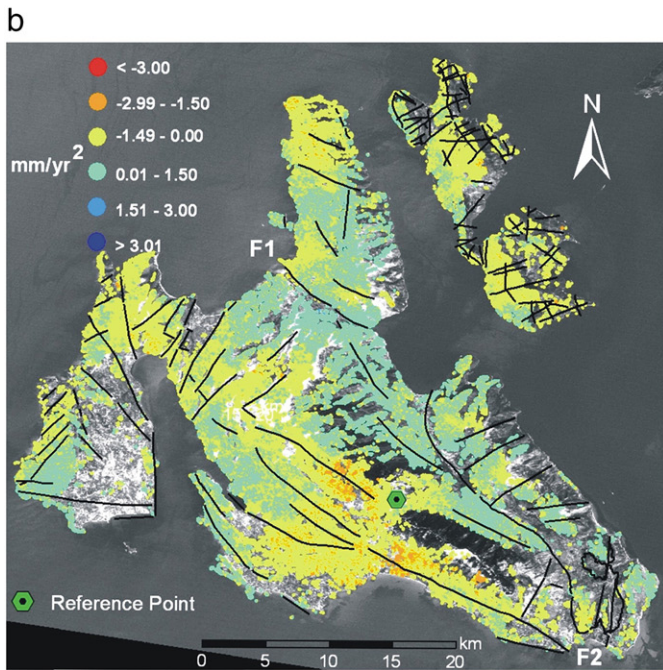 b
< -3.00
-2.99 - -1.50
-1.49 - 0.00
mm/yr2
0.01 - 1.50
1.51 - 3.00
> 3.01
N
F1
Reference Point
km
0 5 10 15 20
F2